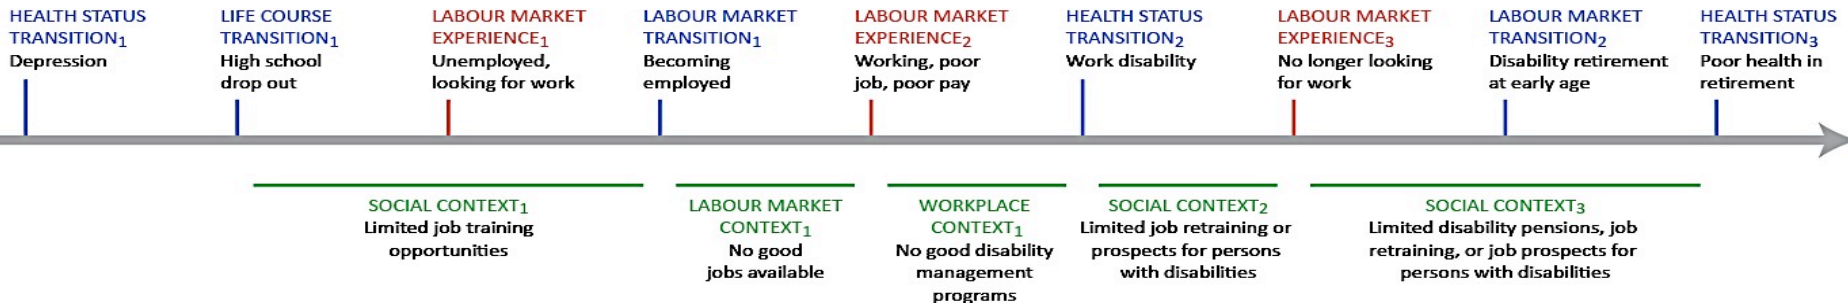 HEALTH STATUS
TRANSITION₁
Depression
LIFE COURSE
TRANSITION₁
High school
drop out
LABOUR MARKET
EXPERIENCE₁
Unemployed,
looking for work
LABOUR MARKET
TRANSITION₁
Becoming
employed
LABOUR MARKET
EXPERIENCE₂
Working, poor
job, poor pay
HEALTH STATUS
TRANSITION₂
Work disability
LABOUR MARKET
EXPERIENCE₃
No longer looking
for work
LABOUR MARKET
TRANSITION₂
Disability retirement
at early age
HEALTH STATUS
TRANSITION₃
Poor health in
retirement
SOCIAL CONTEXT₁
Limited job training
opportunities
LABOUR MARKET
CONTEXT₁
No good
jobs available
WORKPLACE
CONTEXT₁
No good disability
management
programs
SOCIAL CONTEXT₂
Limited job retraining or
prospects for persons
with disabilities
SOCIAL CONTEXT₃
Limited disability pensions, job
retraining, or job prospects for
persons with disabilities